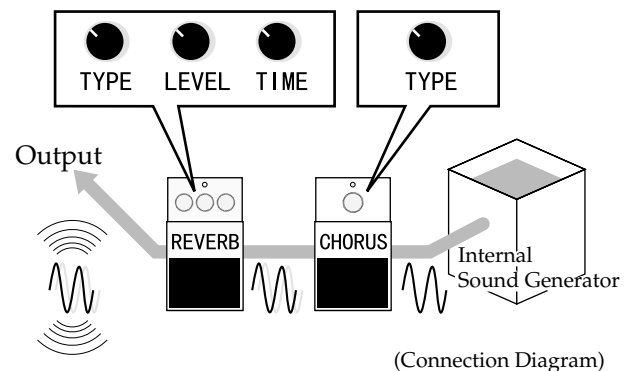 TYPE LEVEL TIME
TYPE
Output
REVERB
CHORUS
Internal
Sound Generator
(Connection Diagram)